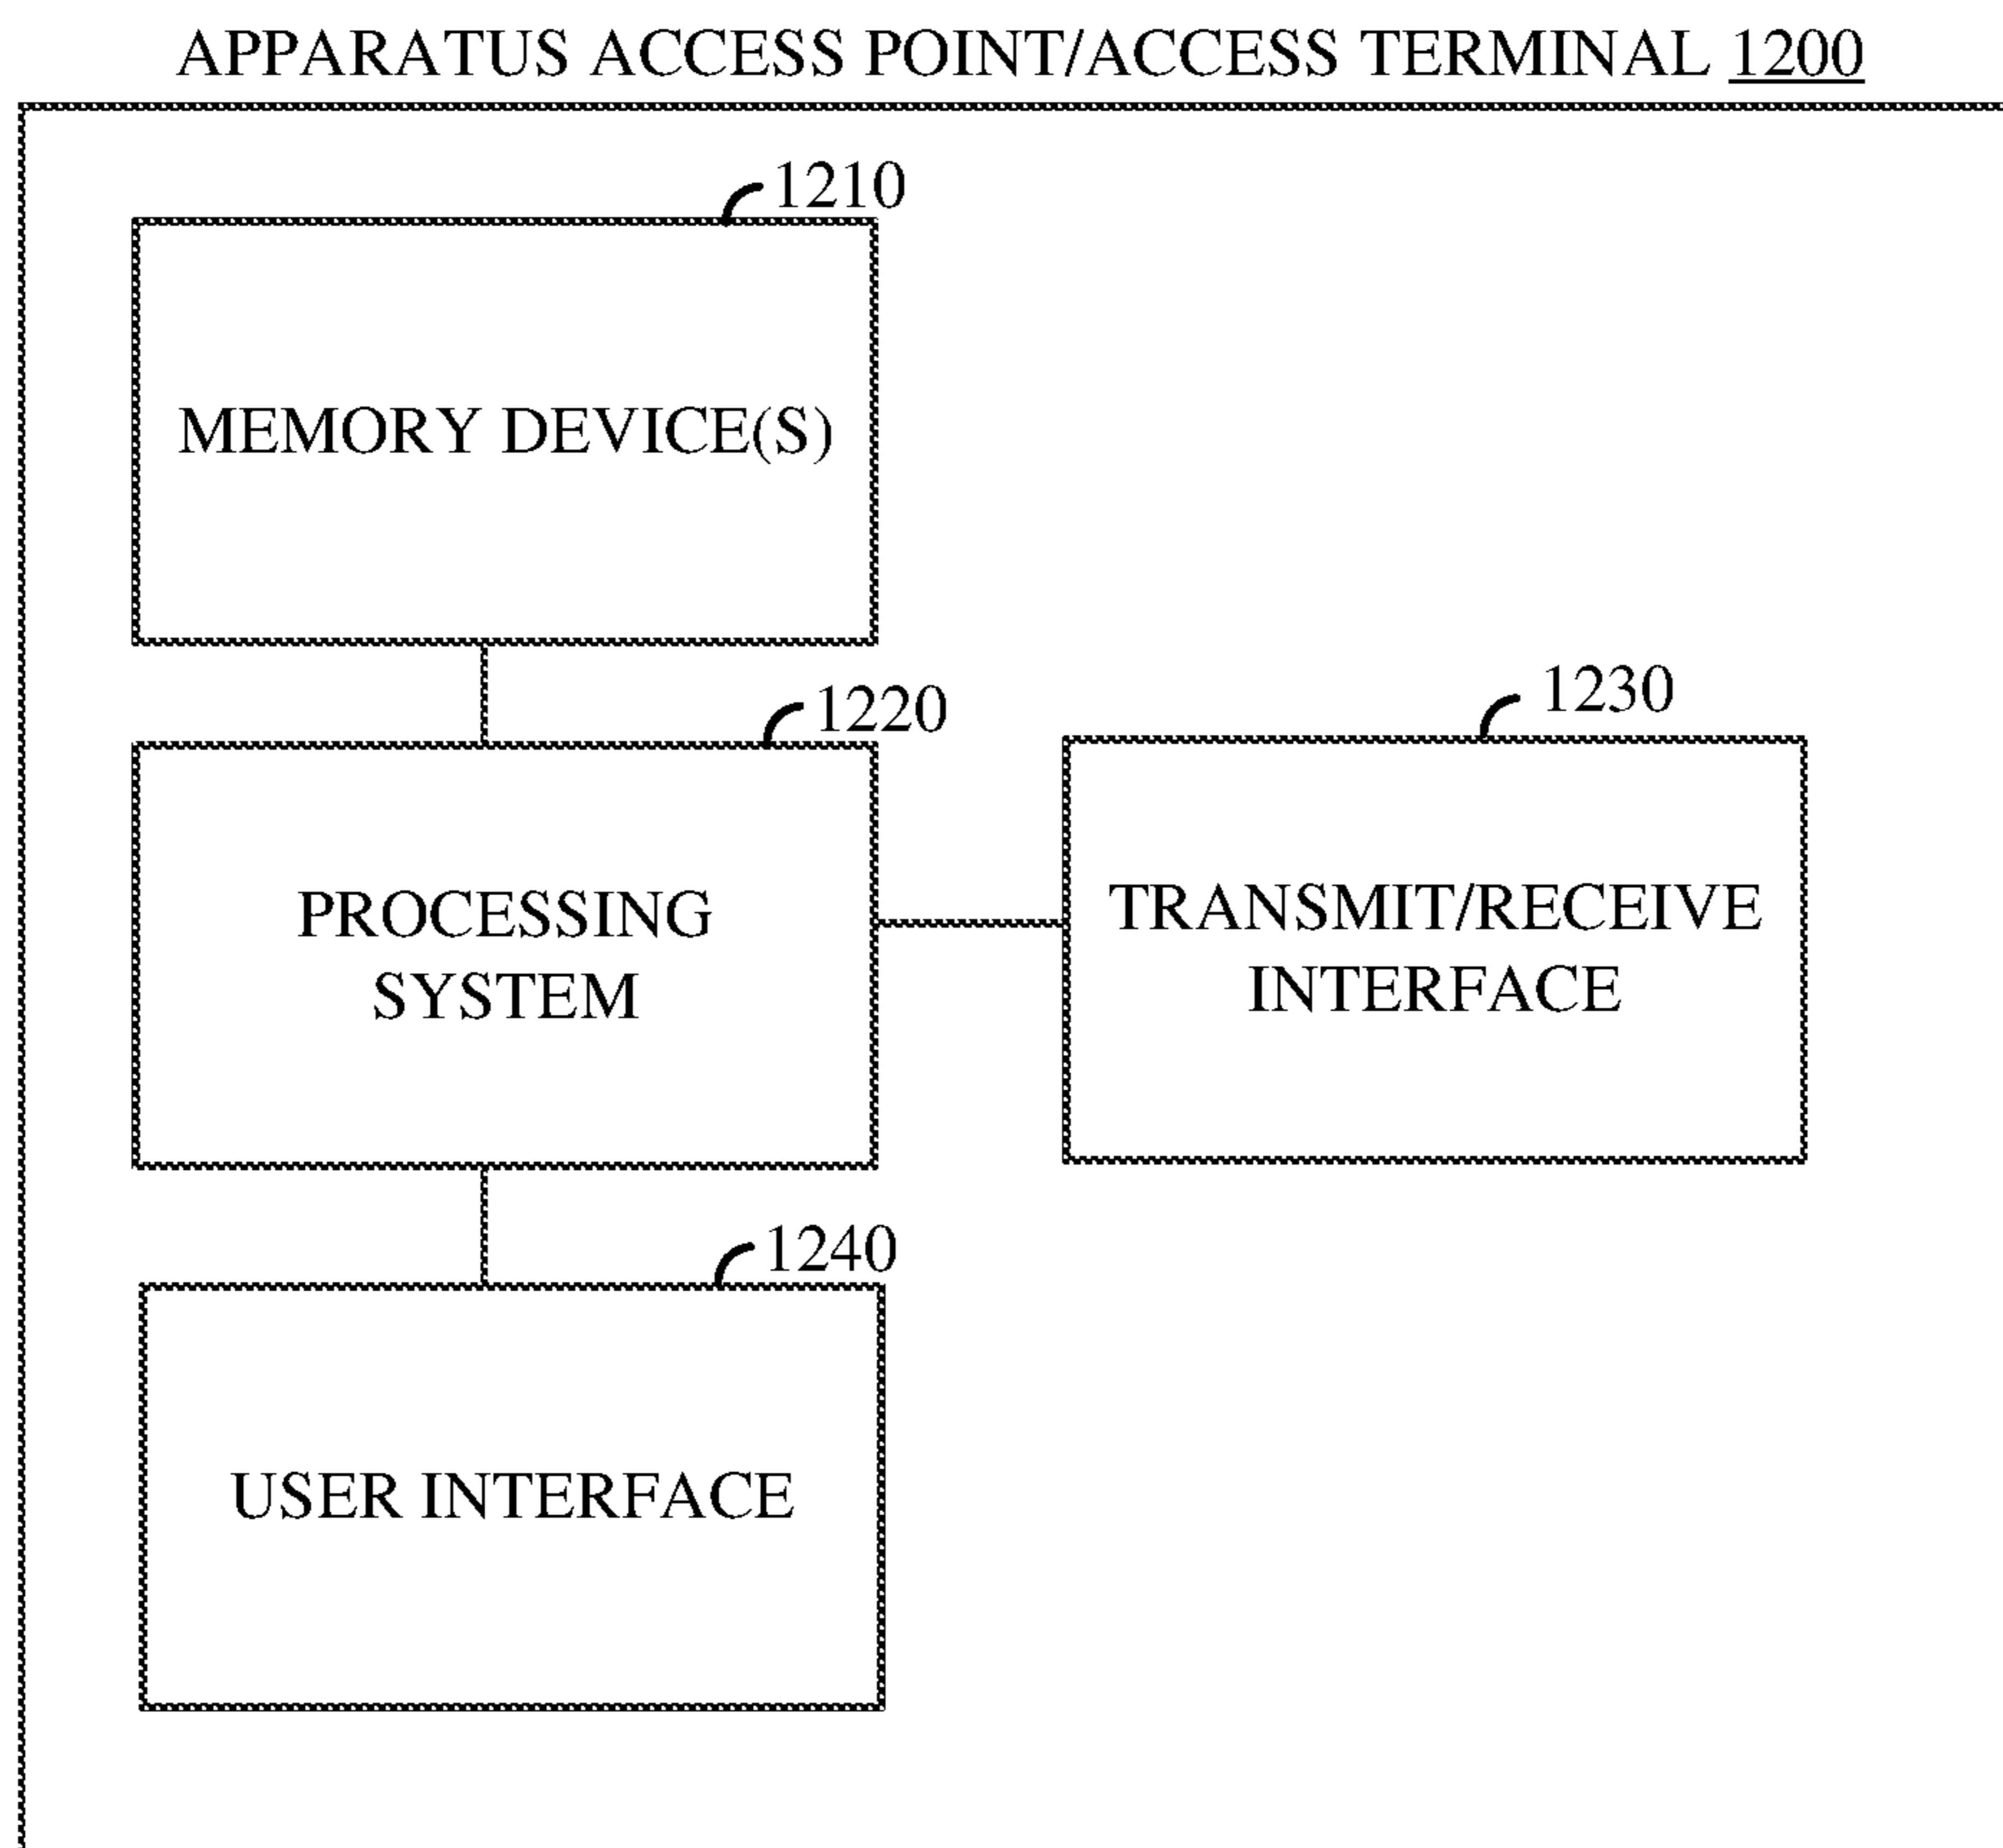 APPARATUS ACCESS POINT/ACCESS TERMINAL 1200
1210
MEMORY DEVICE(S)
1220
PROCESSING
SYSTEM
1230
TRANSMIT/RECEIVE
INTERFACE
1240
USER INTERFACE